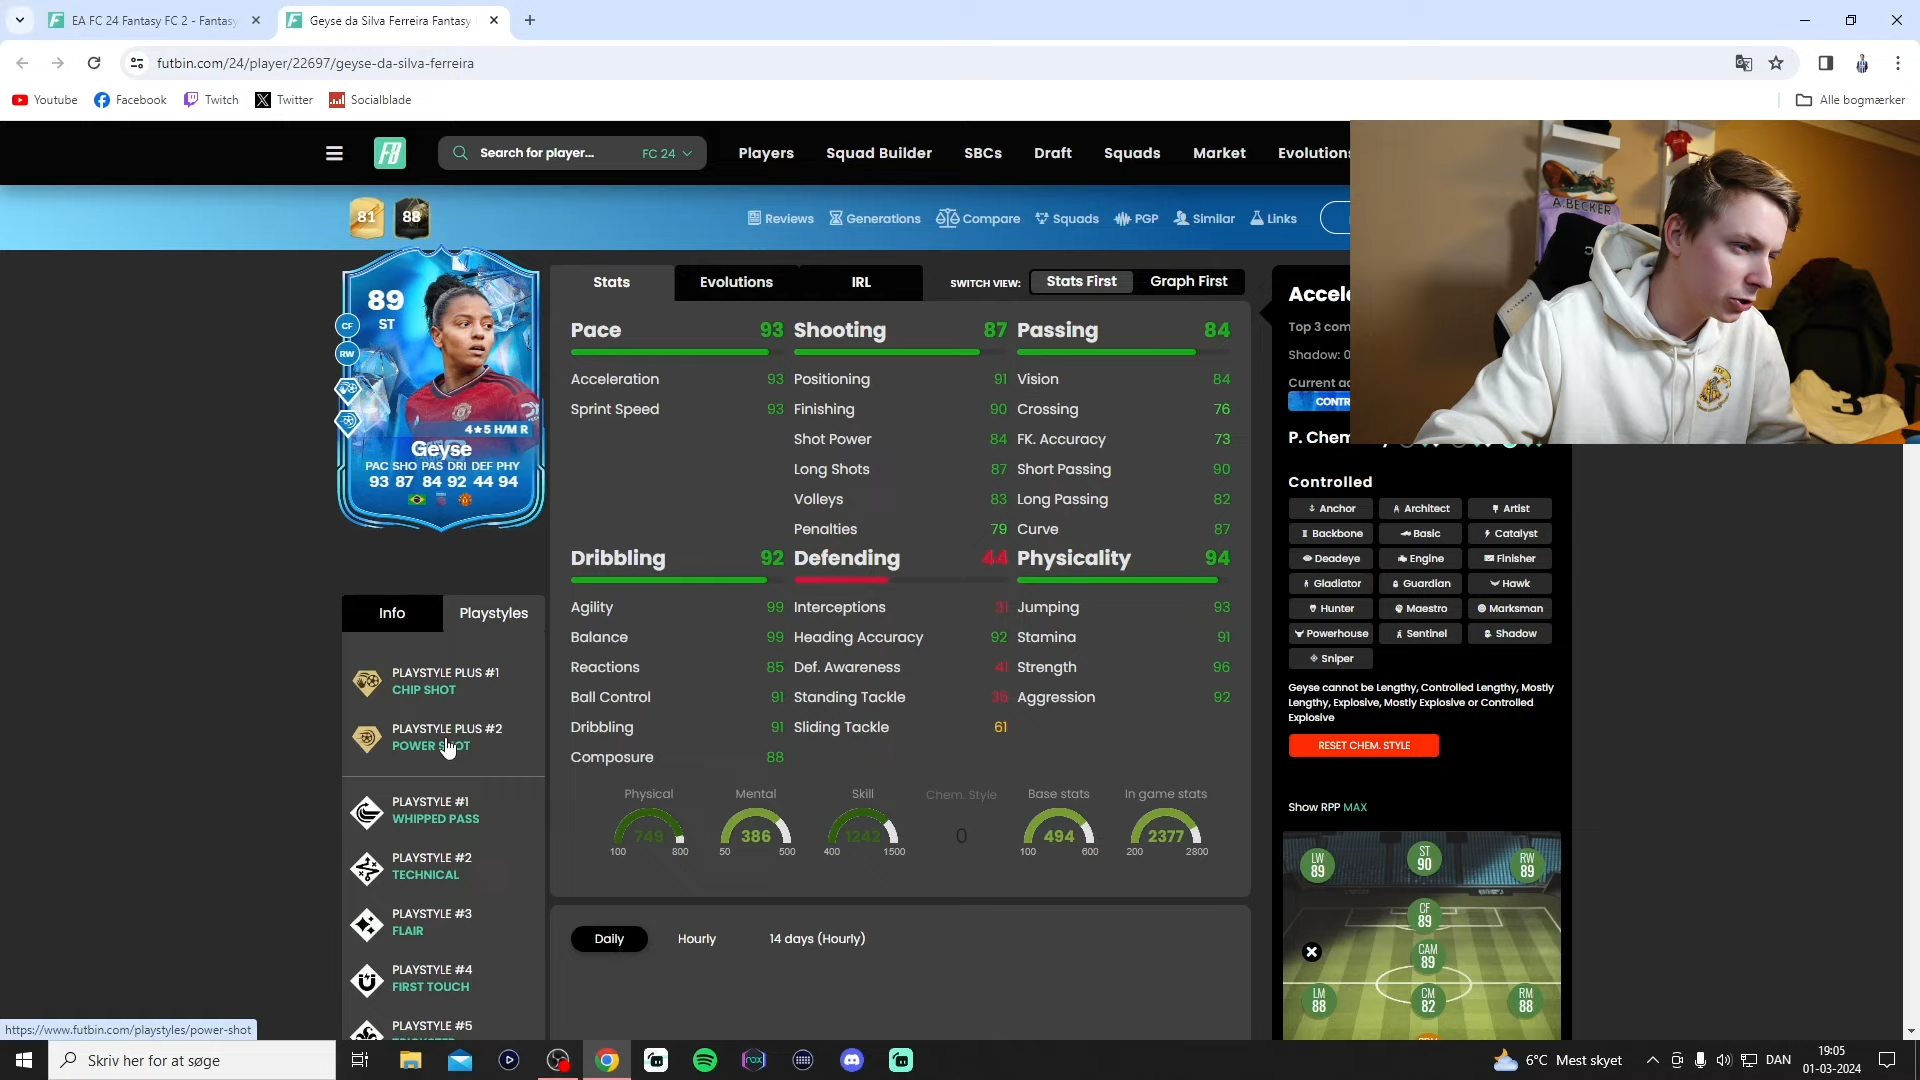 EA FC 24 Fantasy FC 2 - Fantasy
Geyse da Silva Ferreira Fantasy
futbin.com/24/player/22697/geyse-da-silva-ferreira
Youtube Facebook Twitch Twitter Socialblade Alle bogmærker
Search for player... FC 24 Players Squad Builder SBCs Draft Squads Market Evolutions
81 88 Reviews Generations Compare Squads PGP Similar Links
89
ST
CF
RW
4★5 H/M R
Geyse
PAC SHO PAS DRI DEF PHY
93 87 84 92 44 94
Info Playstyles
PLAYSTYLE PLUS #1
CHIP SHOT
PLAYSTYLE PLUS #2
POWER SHOT
PLAYSTYLE #1
WHIPPED PASS
PLAYSTYLE #2
TECHNICAL
PLAYSTYLE #3
FLAIR
PLAYSTYLE #4
FIRST TOUCH
PLAYSTYLE #5
Stats Evolutions IRL SWITCH VIEW: Stats First Graph First
Pace 93 Shooting 87 Passing 84
Acceleration 93 Positioning 91 Vision 84
Sprint Speed 93 Finishing 90 Crossing 76
Shot Power 84 FK. Accuracy 73
Long Shots 87 Short Passing 90
Volleys 83 Long Passing 82
Penalties 79 Curve 87
Dribbling 92 Defending 44 Physicality 94
Agility 99 Interceptions 31 Jumping 93
Balance 99 Heading Accuracy 92 Stamina 91
Reactions 85 Def. Awareness 41 Strength 96
Ball Control 91 Standing Tackle 36 Aggression 92
Dribbling 91 Sliding Tackle 61
Composure 88
Physical Mental Skill Chem. Style Base stats In game stats
749 386 1242 0 494 2377
100 800 50 500 400 1500 100 600 200 2800
Daily Hourly 14 days (Hourly)
Accele
Top 3 com
Shadow: 0
Current ac
CONTR
P. Chem
Controlled
Anchor Architect Artist
Backbone Basic Catalyst
Deadeye Engine Finisher
Gladiator Guardian Hawk
Hunter Maestro Marksman
Powerhouse Sentinel Shadow
Sniper
Geyse cannot be Lengthy, Controlled Lengthy, Mostly
Lengthy, Explosive, Mostly Explosive or Controlled
Explosive
RESET CHEM. STYLE
Show RPP MAX
LW 89 ST 90 RW 89
CF 89
CAM 89
LM 88 CM 82 RM 88
A.BECKER
https://www.futbin.com/playstyles/power-shot
Skriv her for at søge
6°C Mest skyet DAN 19:05
01-03-2024